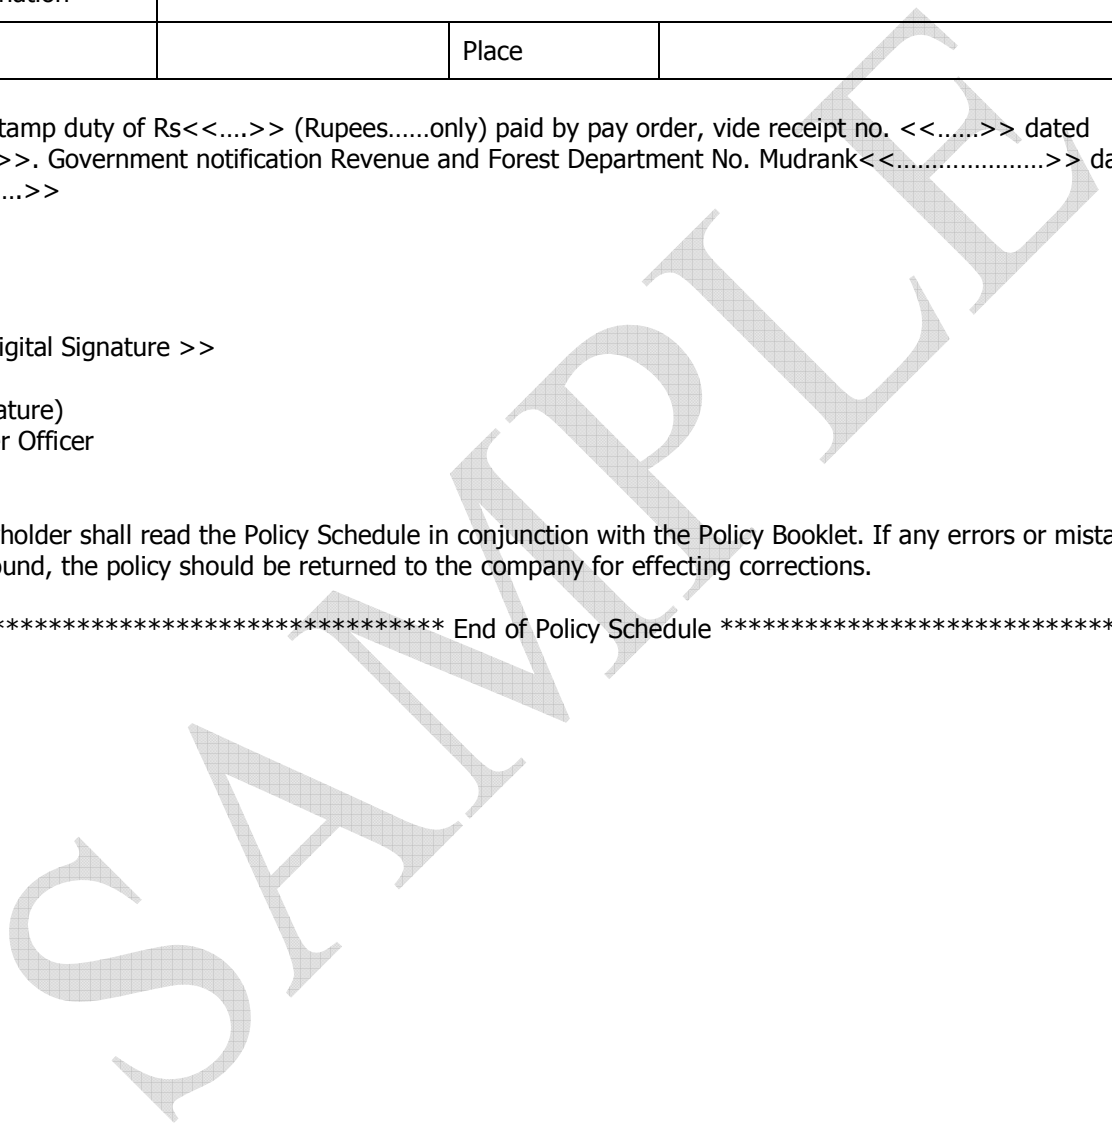 nation
Place
tamp duty of Rs<<....>> (Rupees……only) paid by pay order, vide receipt no. <<……>> dated
>>. Government notification Revenue and Forest Department No. Mudrank<<…………………>> da
….>>
igital Signature >>
ature)
r Officer
holder shall read the Policy Schedule in conjunction with the Policy Booklet. If any errors or mista
ound, the policy should be returned to the company for effecting corrections.
******************************** End of Policy Schedule ****************************
SAMPLE